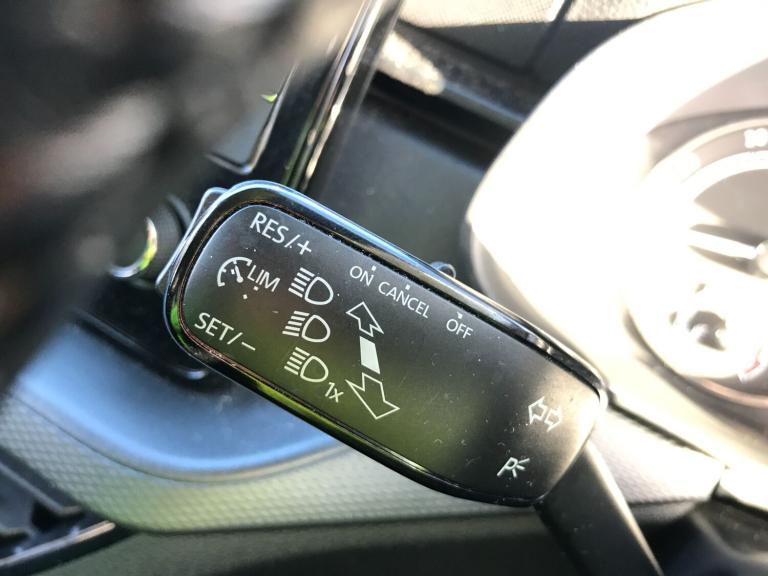 RES/+
ON CANCEL OFF
LIM
SET/−
1x
P